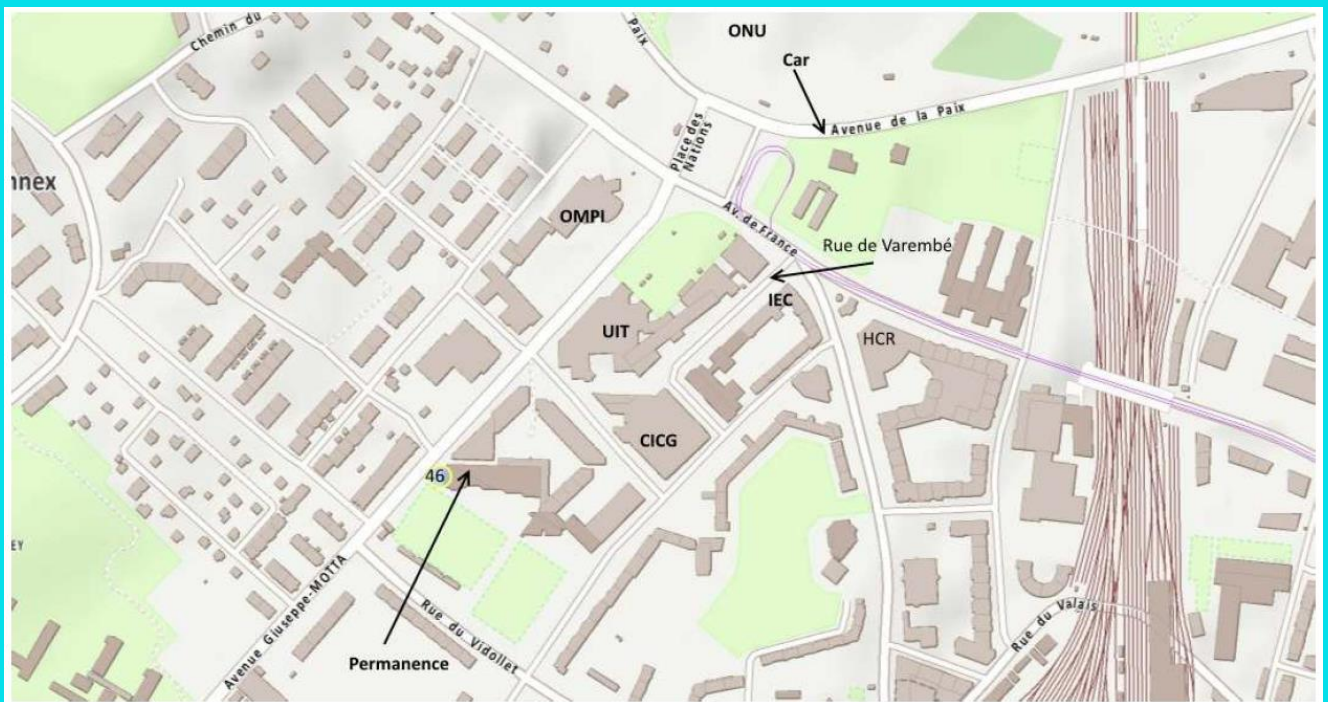 Chemin du
Paix
ONU
Car
Avenue de la Paix
Place des
Nations
nnex
OMPI
Av. de France
Rue de Varembé
IEC
UIT
HCR
CICG
46
EY
Avenue Giuseppe-MOTTA
Rue du Vidollet
Rue du Valais
Permanence